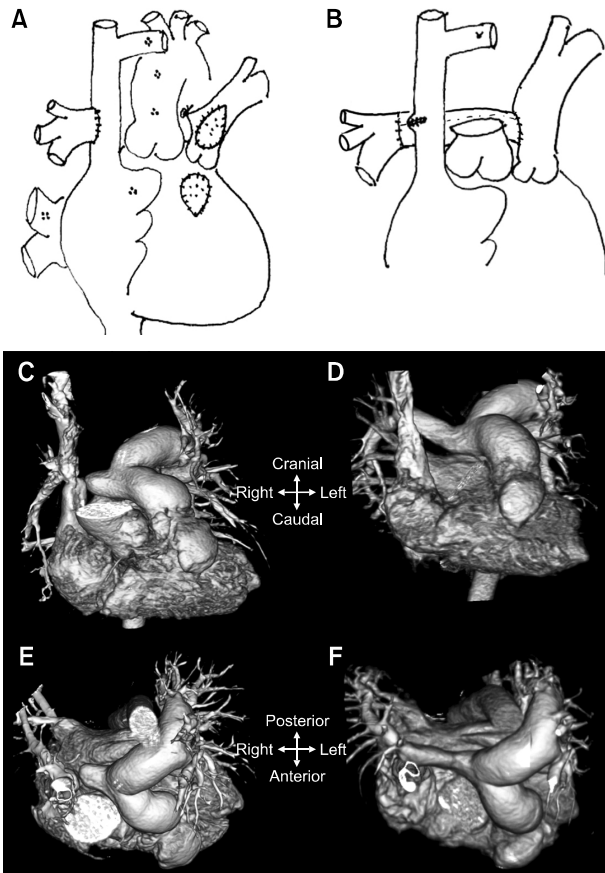 A
B
C
D
Cranial
Right
Left
Caudal
E
F
Posterior
Right
Left
Anterior